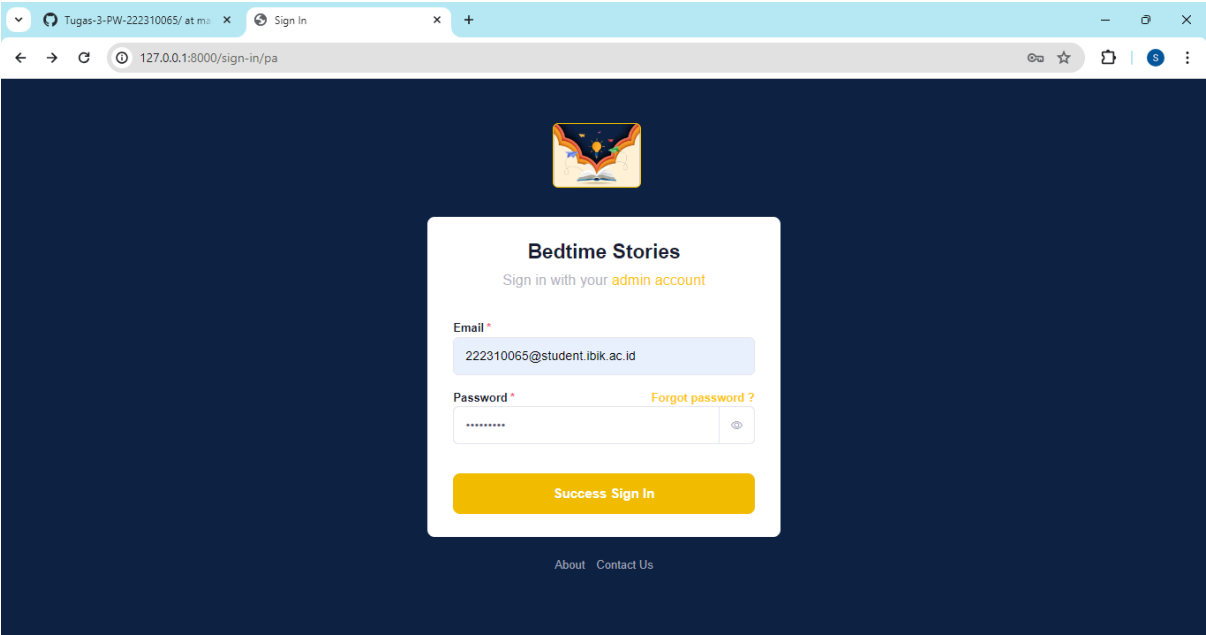 Tugas-3-PW-222310065/ at ma
Sign In
127.0.0.1:8000/sign-in/pa
S
Bedtime Stories
Sign in with your admin account
Email *
222310065@student.ibik.ac.id
Password * Forgot password ?
•••••••••
Success Sign In
About Contact Us